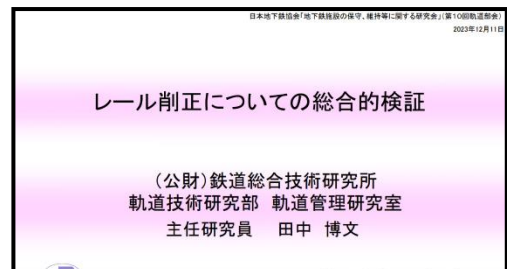 日本地下鉄協会「地下鉄施設の保守、維持等に関する研究会」(第10回軌道部会)
2023年12月11日
レール削正についての総合的検証
(公財)鉄道総合技術研究所
軌道技術研究部 軌道管理研究室
主任研究員 田中 博文